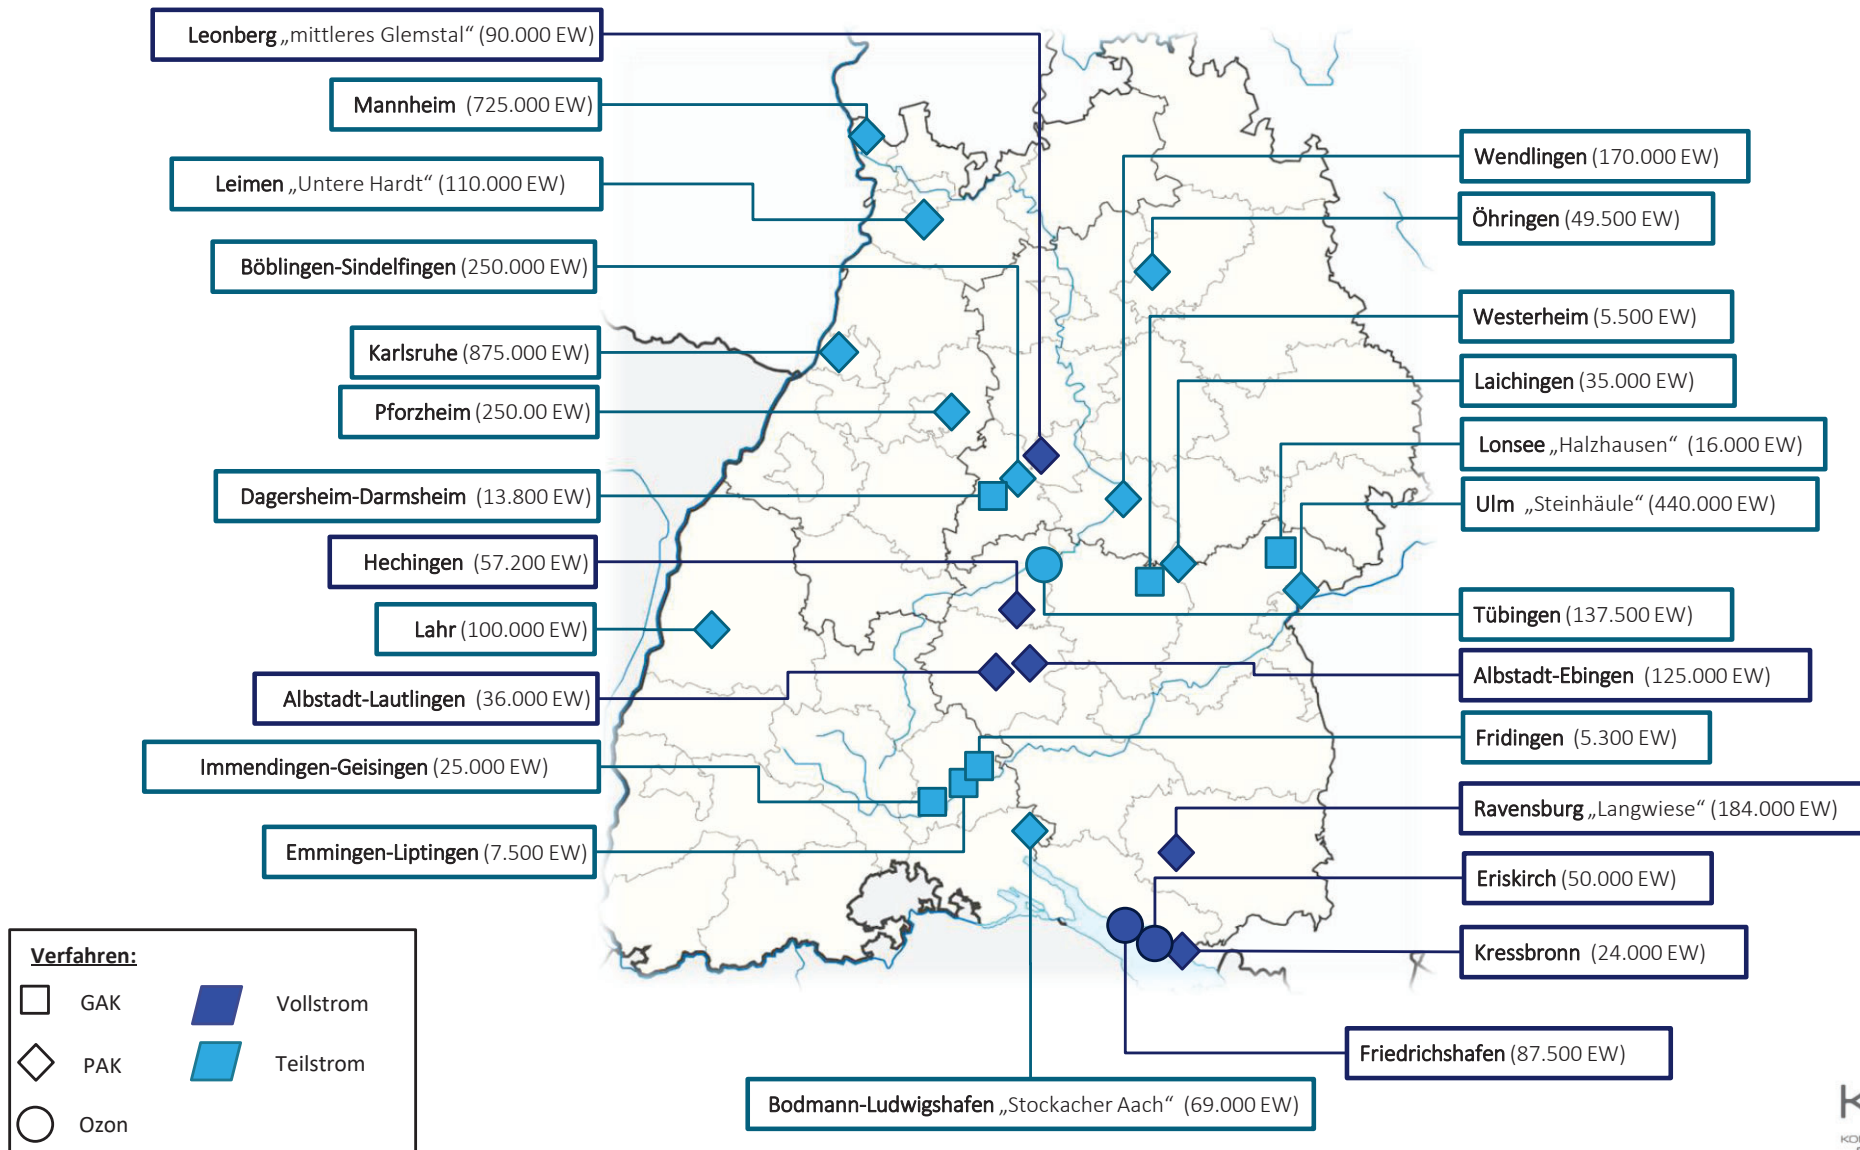 Leonberg „mittleres Glemstal“ (90.000 EW)
Mannheim (725.000 EW)
Leimen „Untere Hardt“ (110.000 EW)
Böblingen-Sindelfingen (250.000 EW)
Karlsruhe (875.000 EW)
Pforzheim (250.00 EW)
Dagersheim-Darmsheim (13.800 EW)
Hechingen (57.200 EW)
Lahr (100.000 EW)
Albstadt-Lautlingen (36.000 EW)
Immendingen-Geisingen (25.000 EW)
Emmingen-Liptingen (7.500 EW)
Wendlingen (170.000 EW)
Öhringen (49.500 EW)
Westerheim (5.500 EW)
Laichingen (35.000 EW)
Lonsee „Halzhausen“ (16.000 EW)
Ulm „Steinhäule“ (440.000 EW)
Tübingen (137.500 EW)
Albstadt-Ebingen (125.000 EW)
Fridingen (5.300 EW)
Ravensburg „Langwiese“ (184.000 EW)
Eriskirch (50.000 EW)
Kressbronn (24.000 EW)
Friedrichshafen (87.500 EW)
Bodmann-Ludwigshafen „Stockacher Aach“ (69.000 EW)
Verfahren:
GAK
Vollstrom
PAK
Teilstrom
Ozon